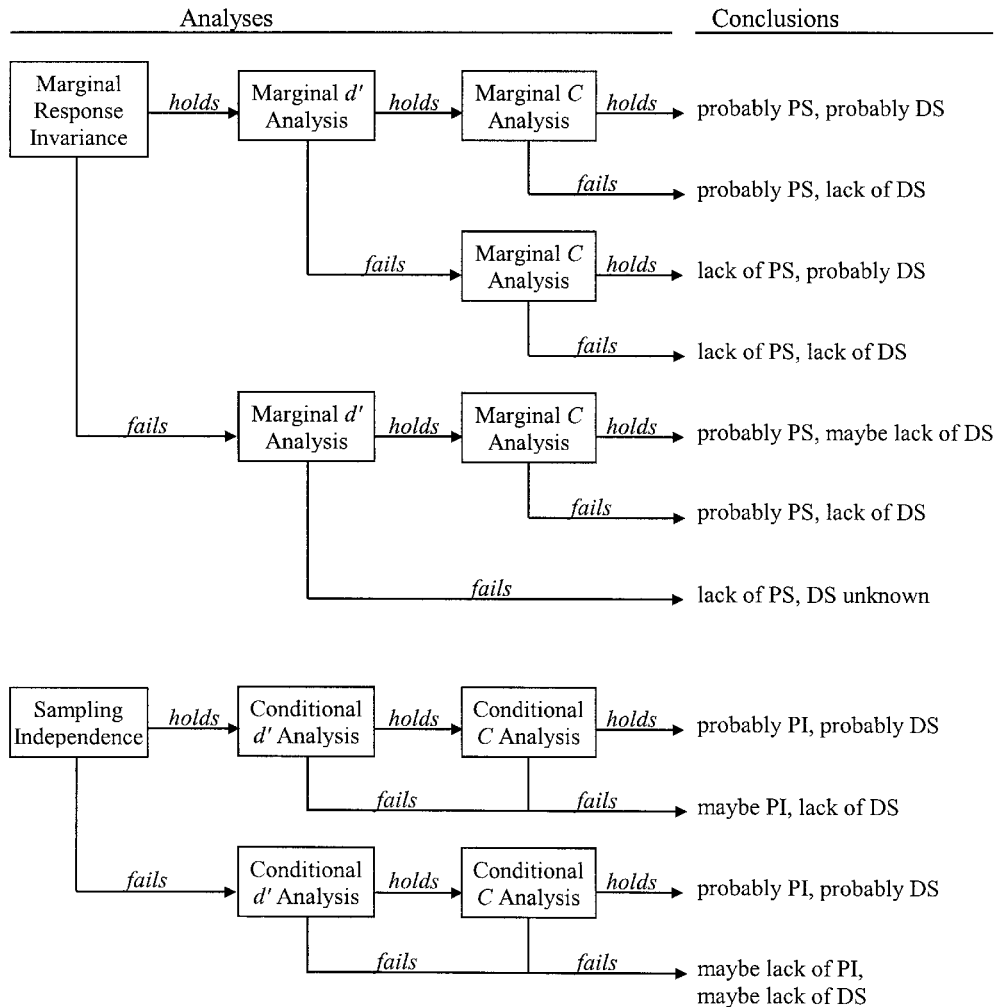 Analyses Conclusions
Marginal
Response
Invariance
holds
Marginal d′
Analysis
holds
Marginal C
Analysis
holds
probably PS, probably DS
fails
probably PS, lack of DS
fails
Marginal C
Analysis
holds
lack of PS, probably DS
fails
lack of PS, lack of DS
fails
Marginal d′
Analysis
holds
Marginal C
Analysis
holds
probably PS, maybe lack of DS
fails
probably PS, lack of DS
fails
lack of PS, DS unknown
Sampling
Independence
holds
Conditional
d′ Analysis
holds
Conditional
C Analysis
holds
probably PI, probably DS
fails
fails
maybe PI, lack of DS
fails
Conditional
d′ Analysis
holds
Conditional
C Analysis
holds
probably PI, probably DS
fails
fails
maybe lack of PI,
maybe lack of DS